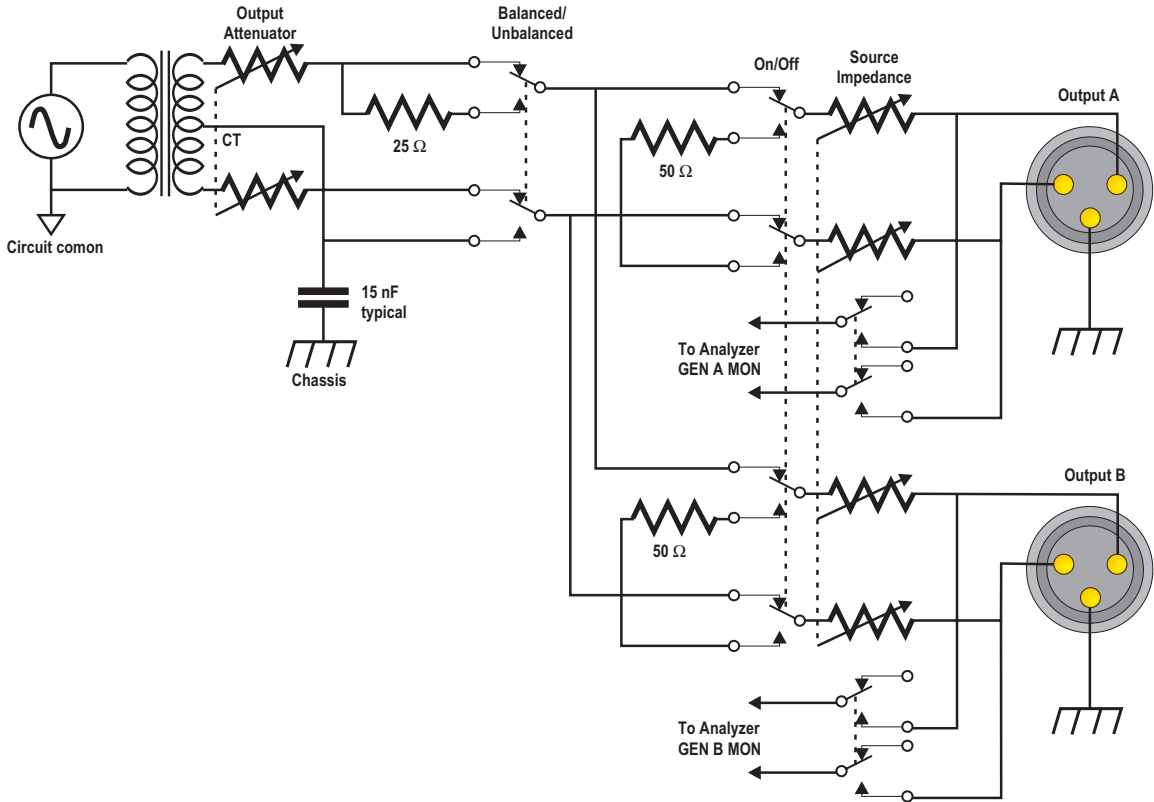 Output
Attenuator
Balanced/
Unbalanced
On/Off
Source
Impedance
Output A
25 Ω
CT
50 Ω
Circuit comon
15 nF
typical
Chassis
To Analyzer
GEN A MON
Output B
50 Ω
To Analyzer
GEN B MON